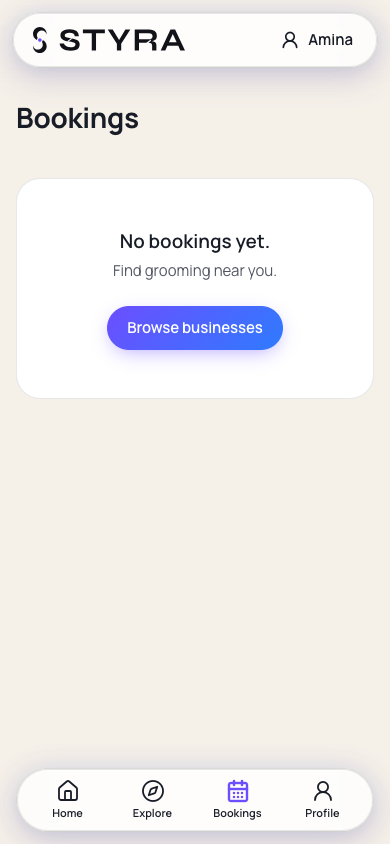 STYRA
Amina
Bookings
No bookings yet.
Find grooming near you.
Browse businesses
Home
Explore
Bookings
Profile